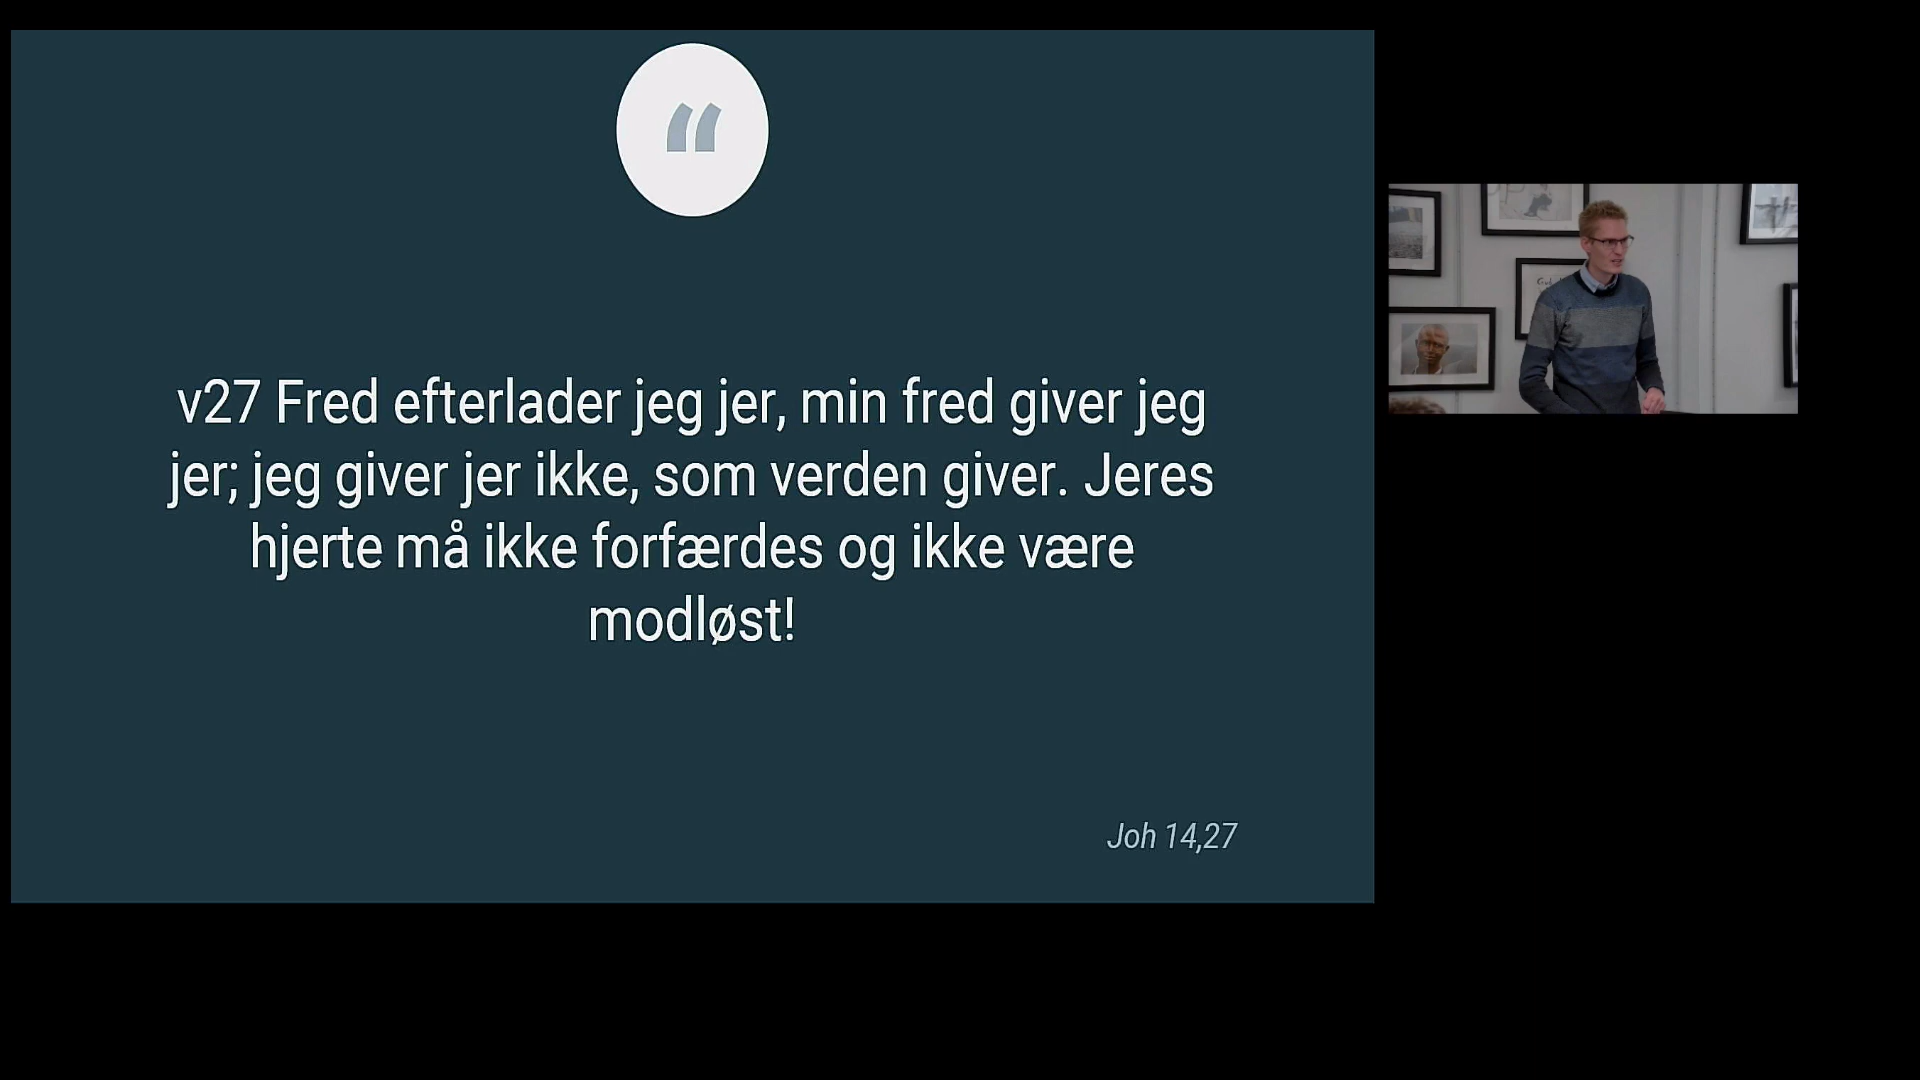 “
v27 Fred efterlader jeg jer, min fred giver jeg
jer; jeg giver jer ikke, som verden giver. Jeres
hjerte må ikke forfærdes og ikke være
modløst!
Joh 14,27